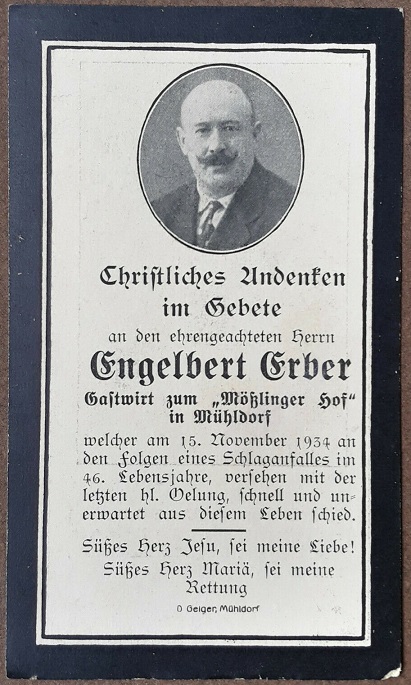 Christliches Andenken
im Gebete
an den ehrengeachteten Herrn
Engelbert Erber
Gastwirt zum „Mößlinger Hof“
in Mühldorf
welcher am 15. November 1934 an
den Folgen eines Schlaganfalles im
46. Lebensjahre, versehen mit der
letzten hl. Oelung, schnell und un-
erwartet aus diesem Leben schied.
Süßes Herz Jesu, sei meine Liebe!
Süßes Herz Mariä, sei meine
Rettung
D Geiger, Mühldorf